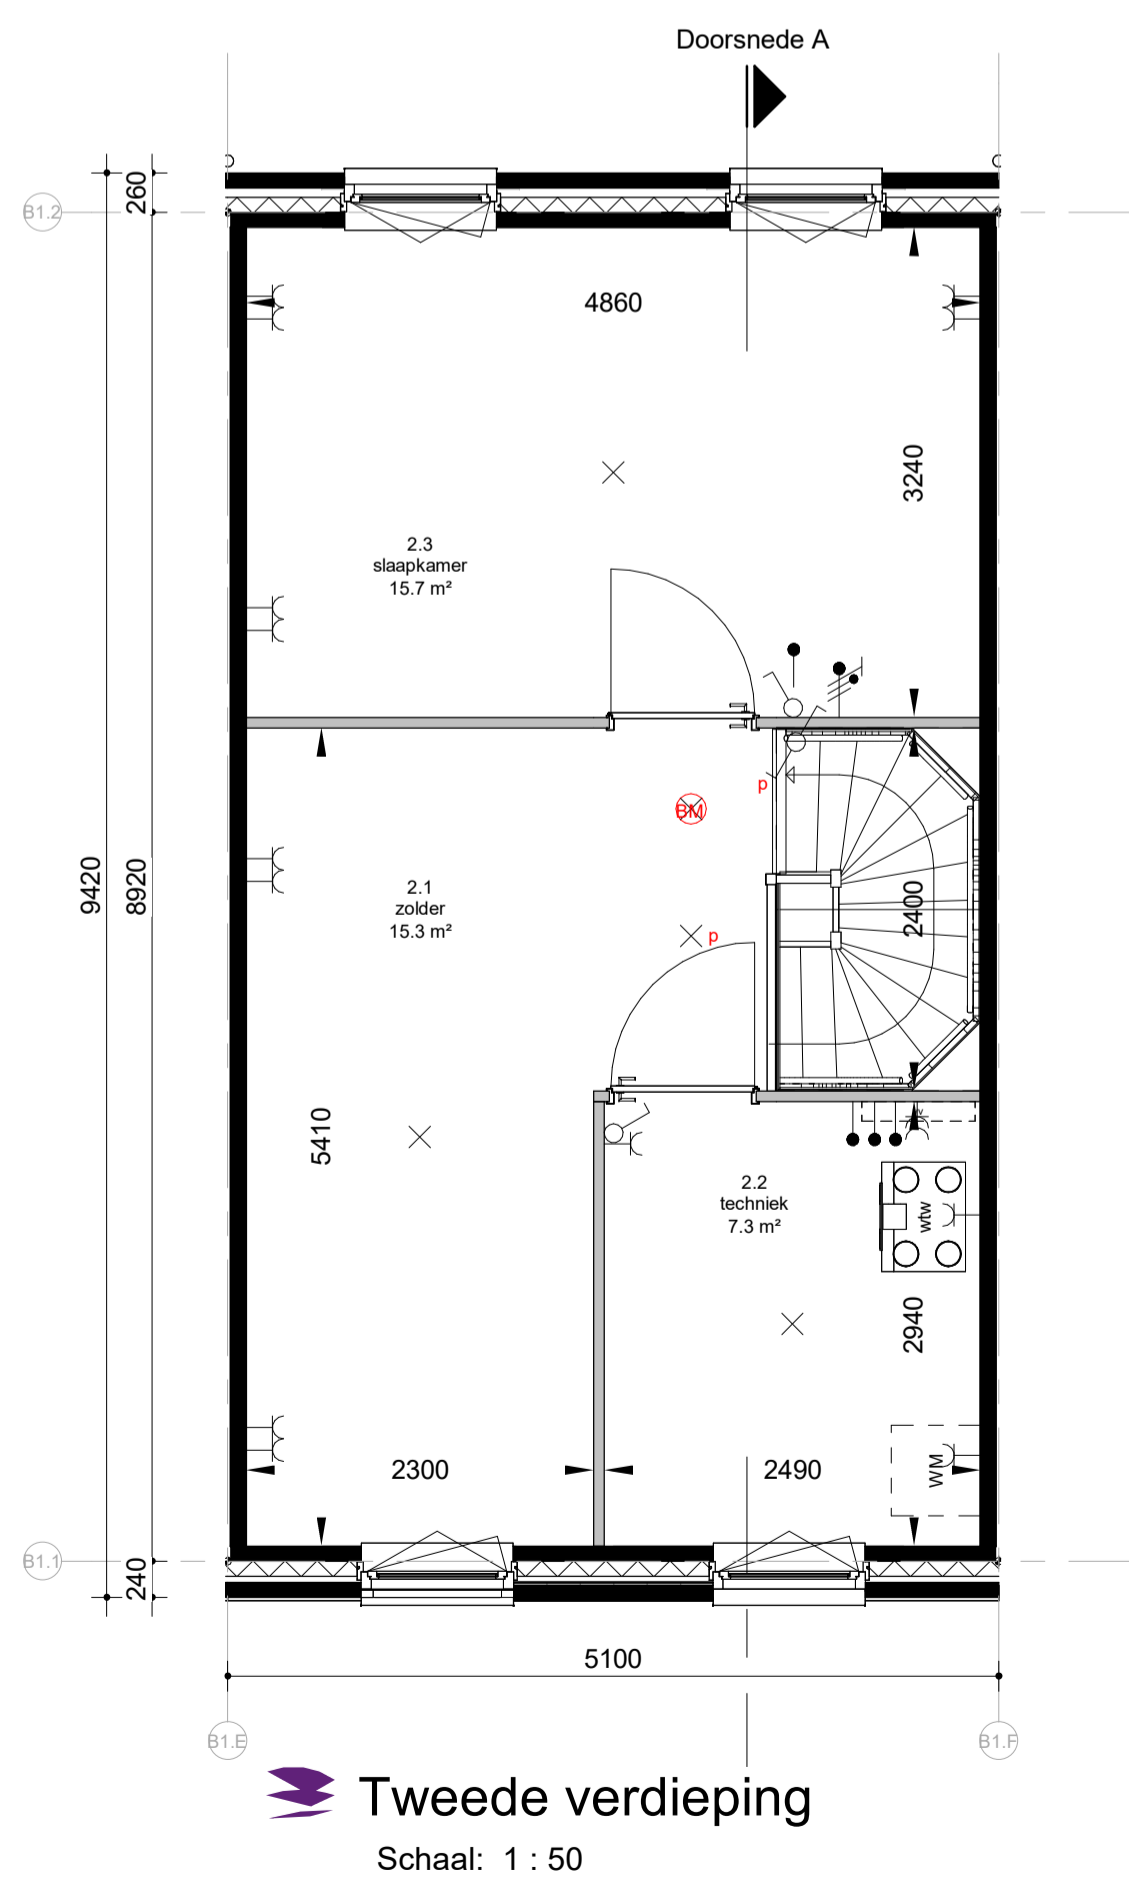 Doorsnede A
260
B1.2
4860
3240
2.3
slaapkamer
15.7 m²
p
BM
9420
8920
2.1
zolder
15.3 m²
2400
p
5410
2.2
techniek
7.3 m²
wtw
2940
2300
2490
WM
B1.1
240
5100
B1.E
B1.F
Tweede verdieping
Schaal: 1 : 50